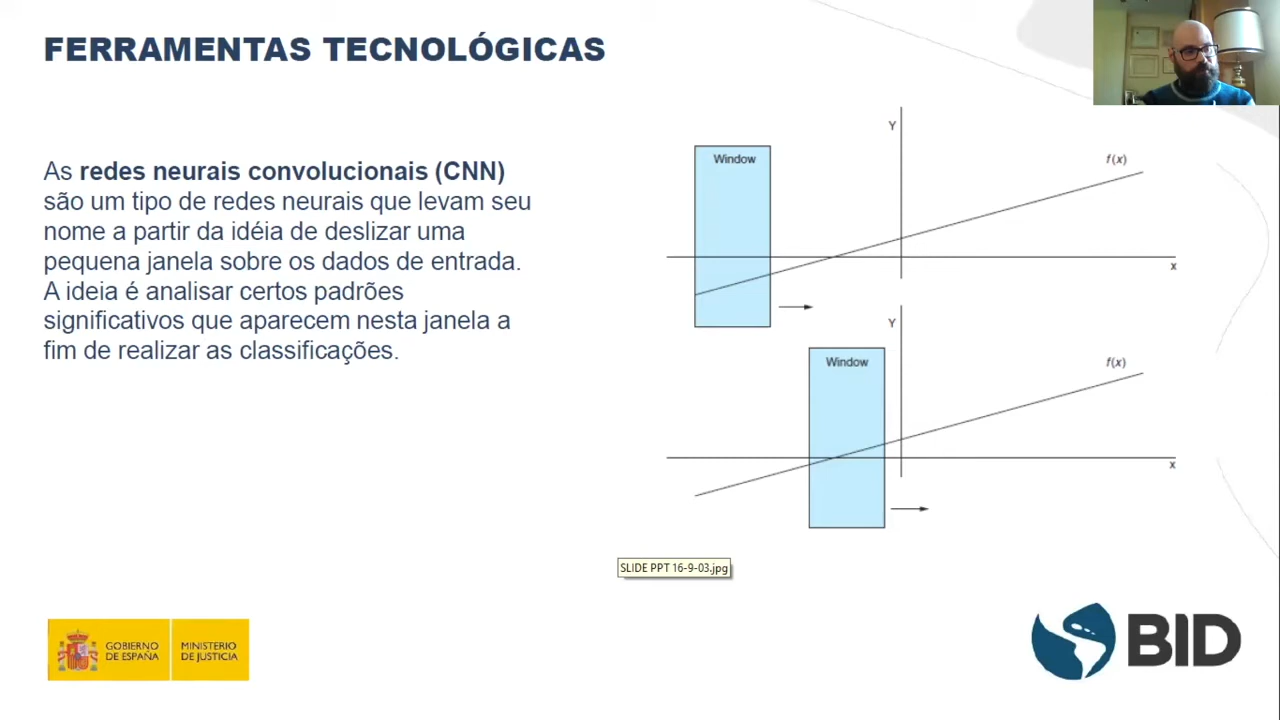 FERRAMENTAS TECNOLÓGICAS
As redes neurais convolucionais (CNN)
são um tipo de redes neurais que levam seu
nome a partir da idéia de deslizar uma
pequena janela sobre os dados de entrada.
A ideia é analisar certos padrões
significativos que aparecem nesta janela a
fim de realizar as classificações.
Y
Window
f(x)
x
Y
Window
f(x)
x
SLIDE PPT 16-9-03.jpg
GOBIERNO
DE ESPAÑA
MINISTERIO
DE JUSTICIA
BID